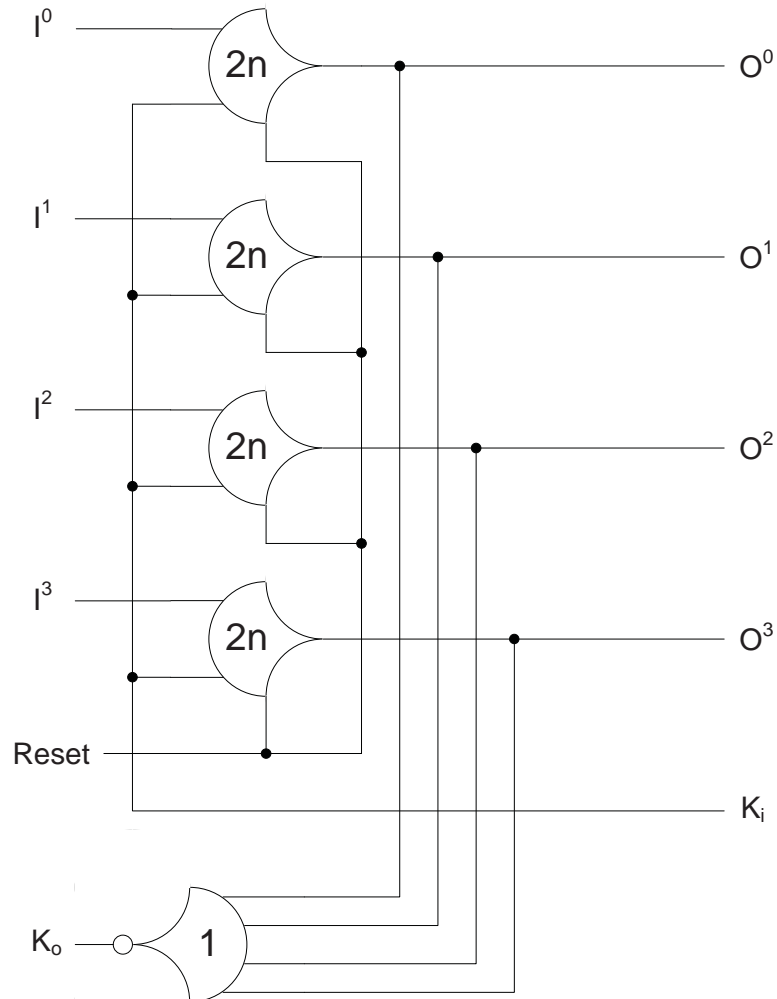 I⁰ 2n O⁰
I¹ 2n O¹
I² 2n O²
I³ 2n O³
Reset
Kᵢ
Kₒ 1